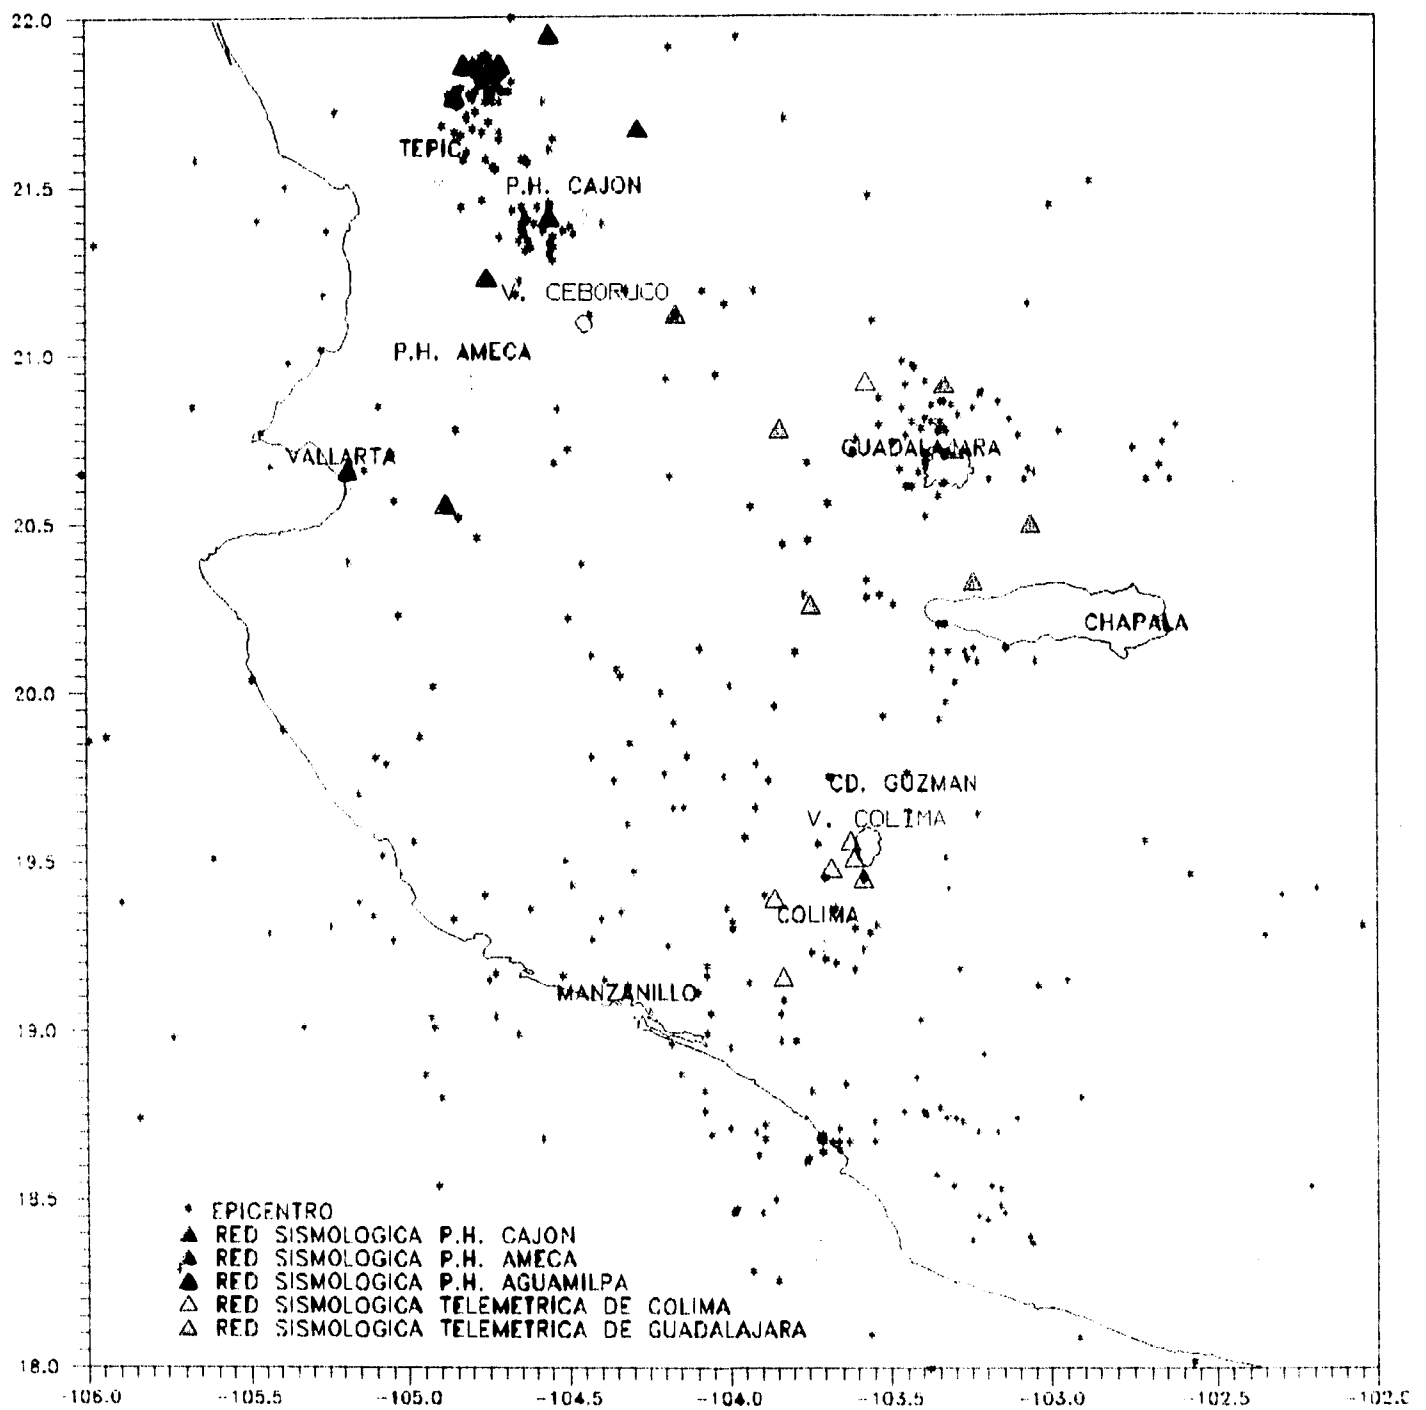 22.0
TEPIC
21.5
P.H. CAJON
V. CEBORUCO
21.0
P.H. AMECA
VALLARTA
GUADALAJARA
20.5
CHAPALA
20.0
CD. GUZMAN
V. COLIMA
19.5
COLIMA
MANZANILLO
19.0
18.5
EPICENTRO
RED SISMOLOGICA P.H. CAJON
RED SISMOLOGICA P.H. AMECA
RED SISMOLOGICA P.H. AGUAMILPA
RED SISMOLOGICA TELEMETRICA DE COLIMA
RED SISMOLOGICA TELEMETRICA DE GUADALAJARA
18.0
-106.0 -105.5 -105.0 -104.5 -104.0 -103.5 -103.0 -102.5 -102.0